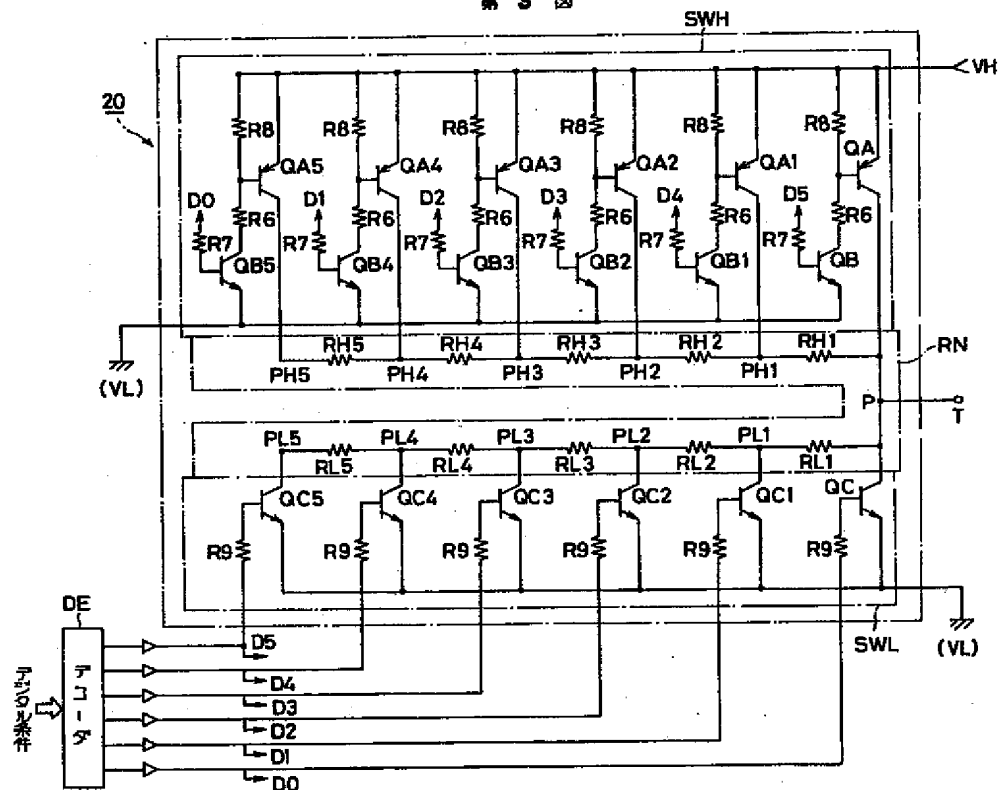 第 3 図
SWH
VH
20
R8 R8 R8 R8 R8 R8
QA5 QA4 QA3 QA2 QA1 QA
D0 D1 D2 D3 D4 D5
R6 R6 R6 R6 R6 R6
R7 R7 R7 R7 R7 R7
QB5 QB4 QB3 QB2 QB1 QB
RH5 RH4 RH3 RH2 RH1
RN
PH5 PH4 PH3 PH2 PH1
(VL)
P
T
PL5 PL4 PL3 PL2 PL1
RL5 RL4 RL3 RL2 RL1
QC5 QC4 QC3 QC2 QC1 QC
R9 R9 R9 R9 R9 R9
DE
SWL
(VL)
D5
D4
D3
D2
D1
D0
デコーダ
デジタル条件